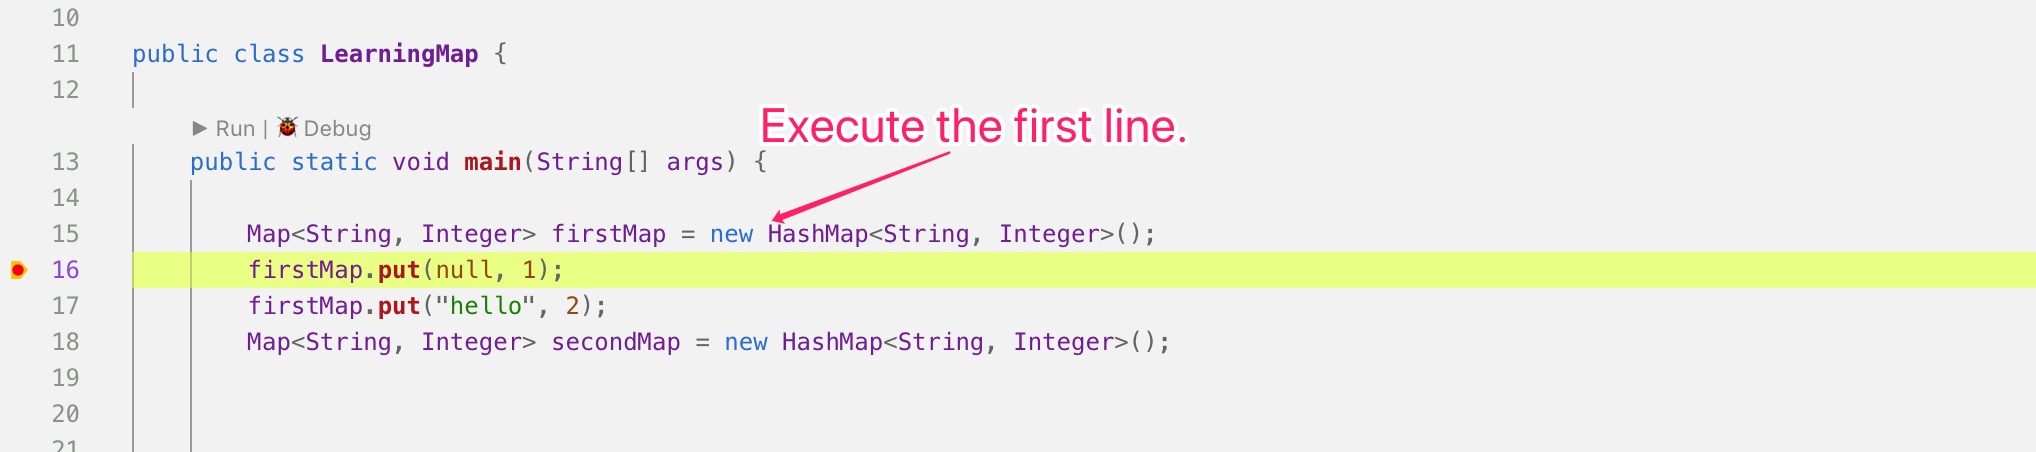 10
11 public class LearningMap {
12
Run | Debug
Execute the first line.
13 public static void main(String[] args) {
14
15 Map<String, Integer> firstMap = new HashMap<String, Integer>();
16 firstMap.put(null, 1);
17 firstMap.put("hello", 2);
18 Map<String, Integer> secondMap = new HashMap<String, Integer>();
19
20
21